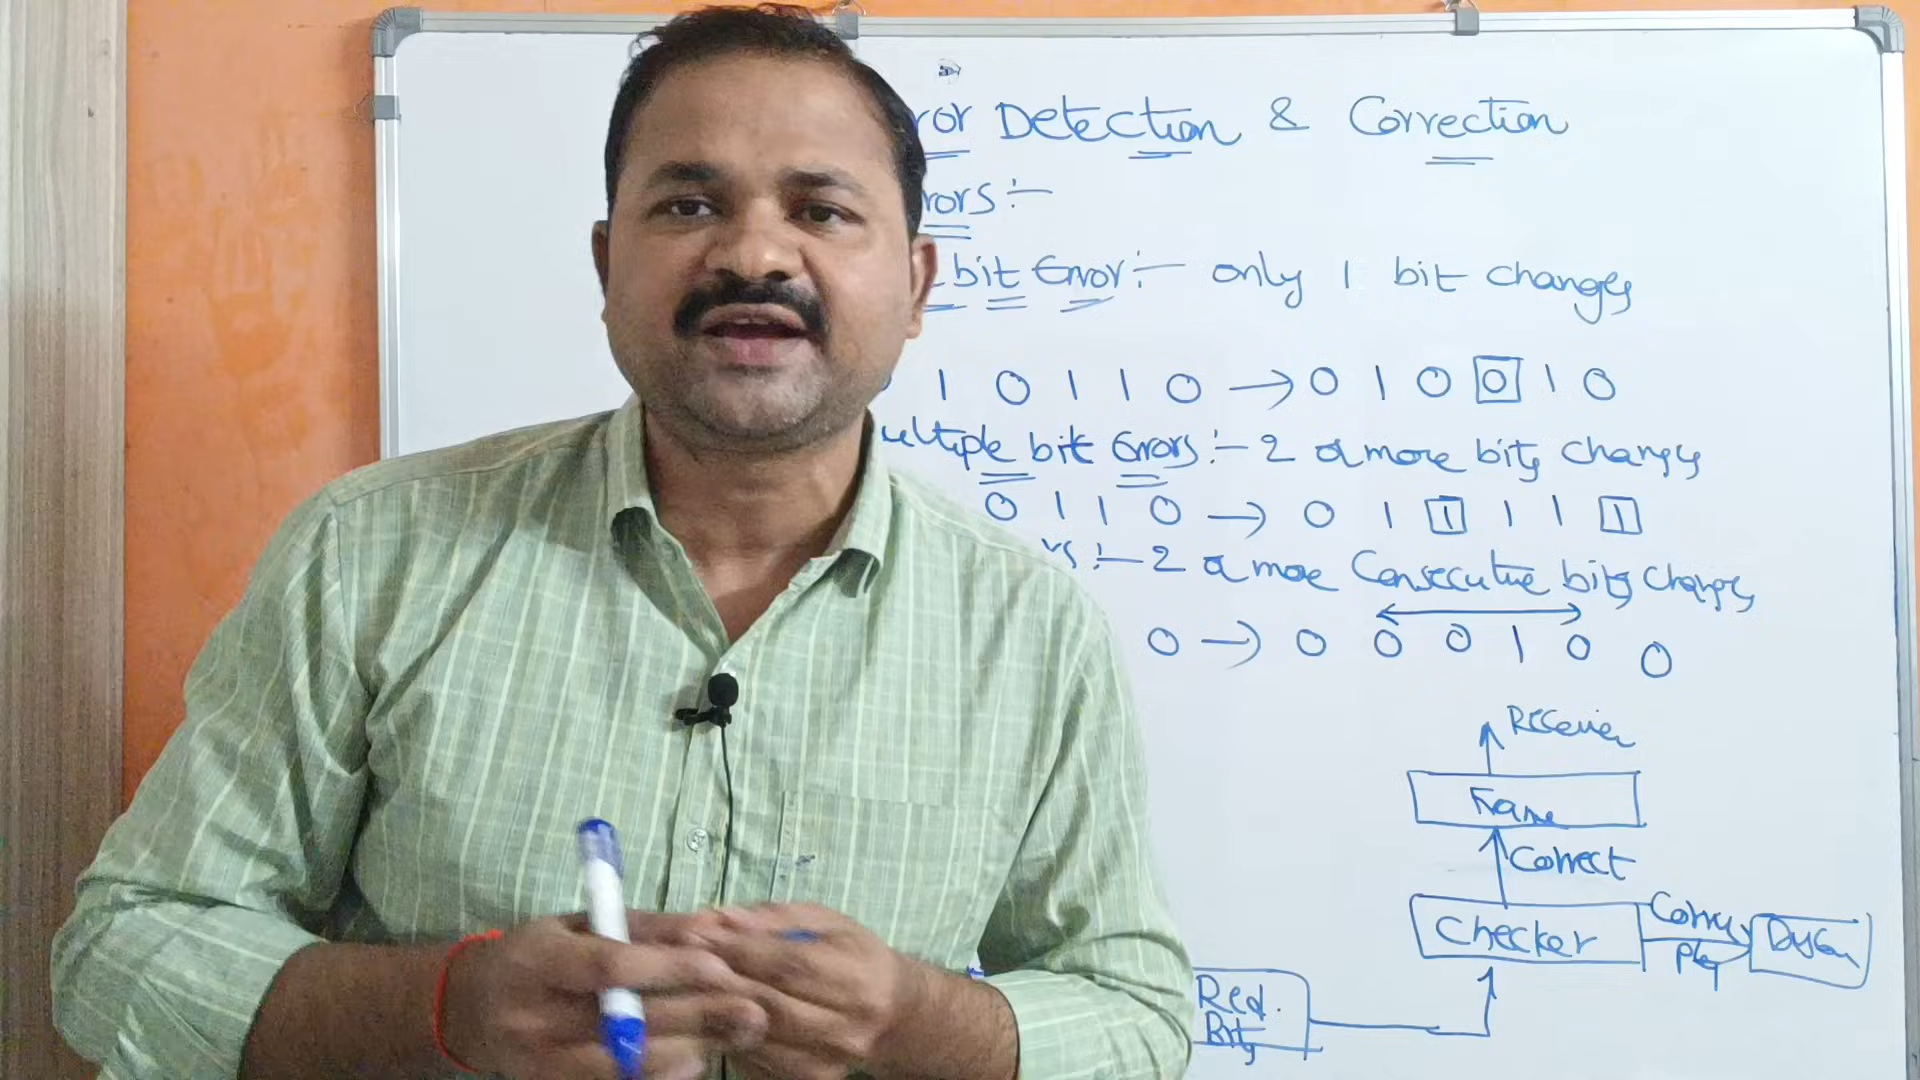 ror Detection & Correction
rors :-
bit Error :- only 1 bit changes
1 0 1 1 0 → 0 1 0 0 1 0
ultiple bit Errors :- 2 or more bits changes
0 1 1 0 → 0 1 1 1 1 1
rs :- 2 or more Consecutive bits changes
0 → 0 0 0 1 0 0
Receiver
Frame
Correct
Checker
Red.
Bits